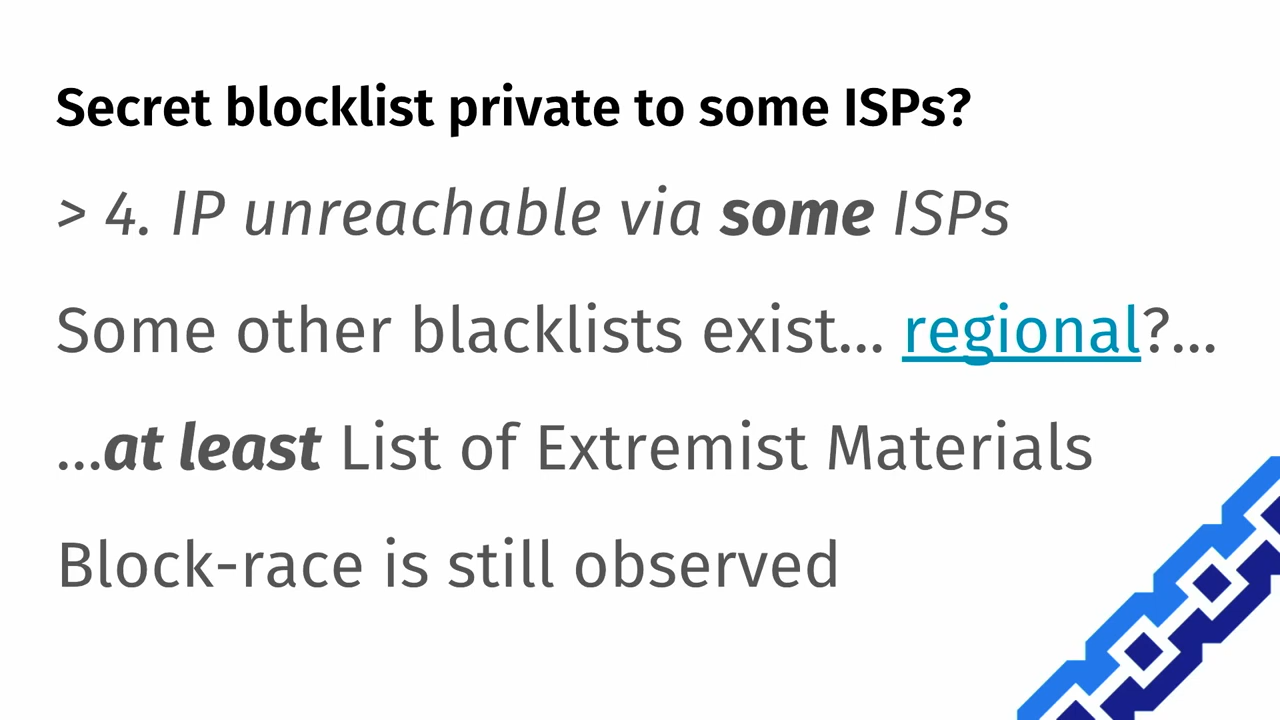 Secret blocklist private to some ISPs?
> 4. IP unreachable via some ISPs
Some other blacklists exist... regional?...
...at least List of Extremist Materials
Block-race is still observed